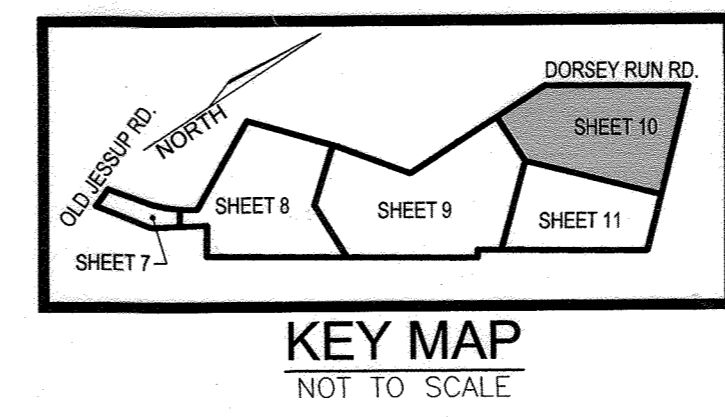 DORSEY RUN RD.
OLD JESSUP RD.
NORTH
SHEET 10
SHEET 8
SHEET 9
SHEET 11
SHEET 7
KEY MAP
NOT TO SCALE